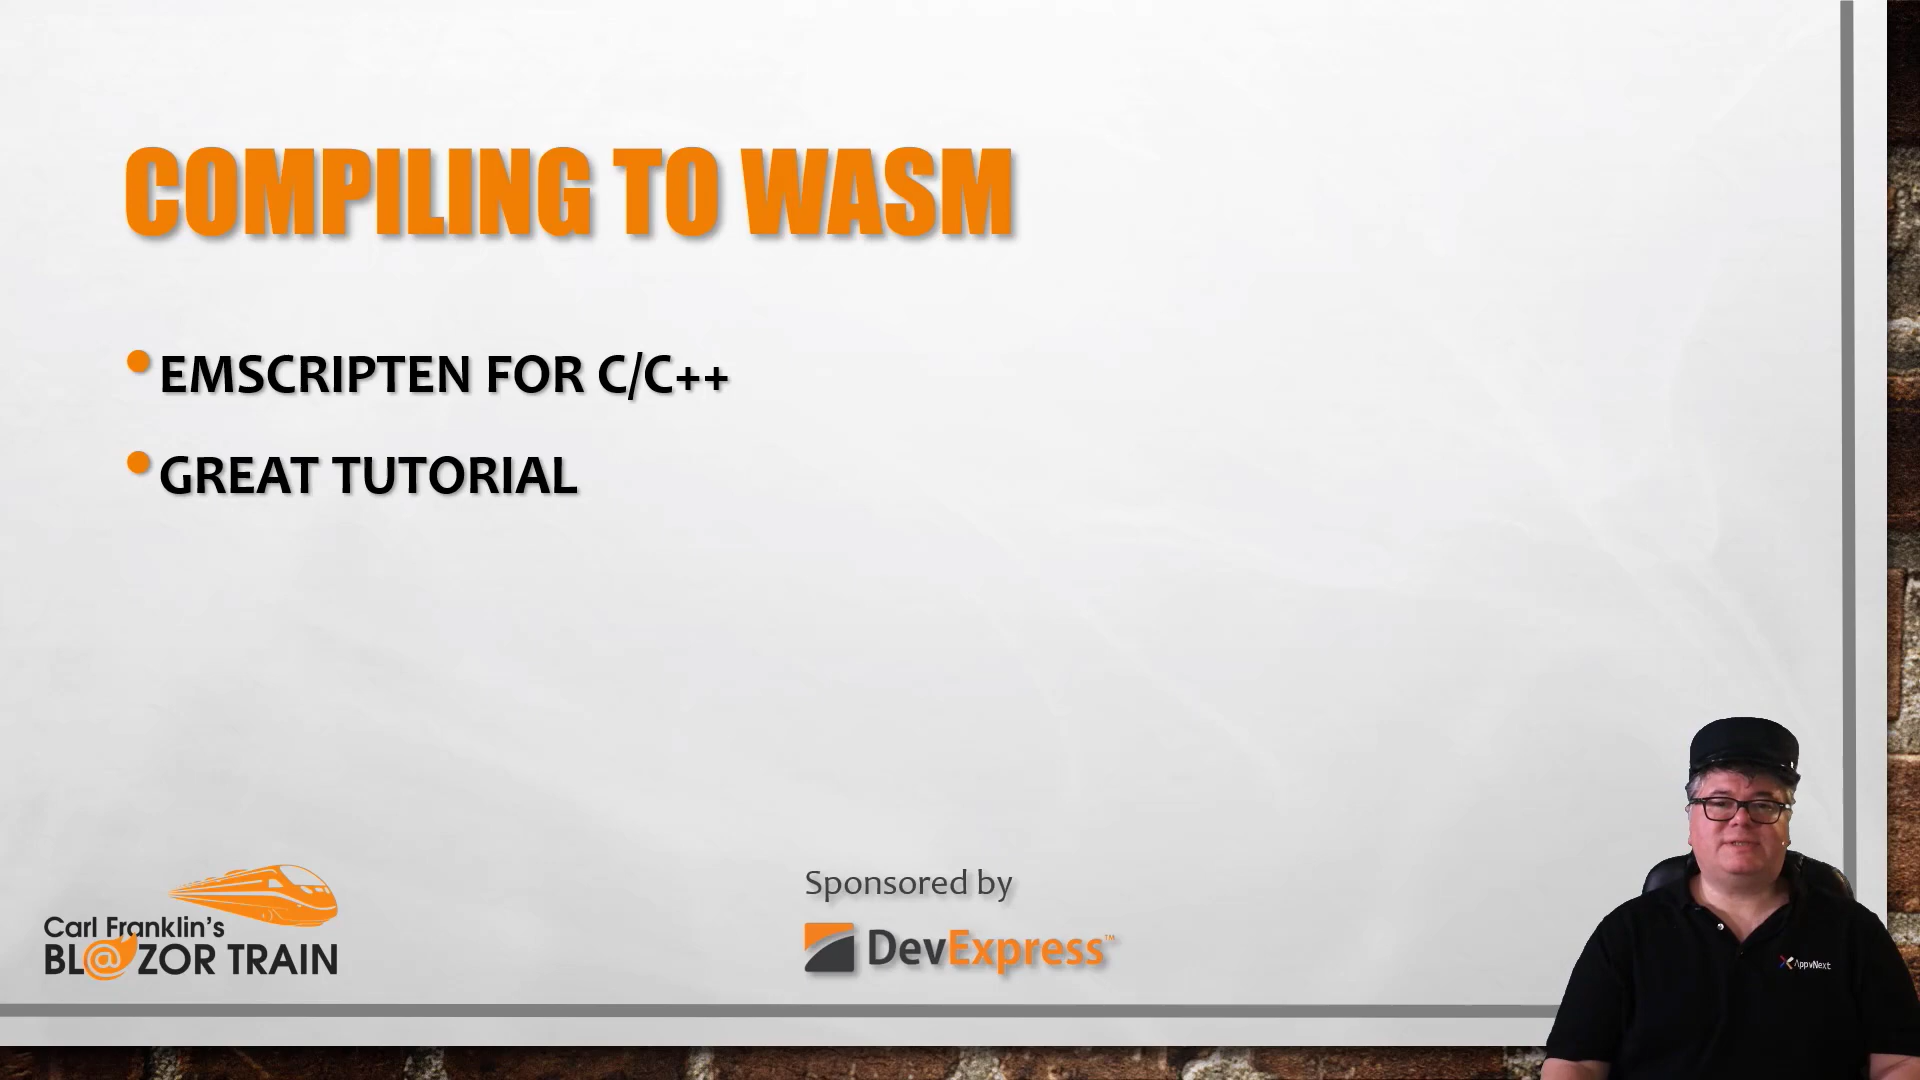 COMPILING TO WASM
EMSCRIPTEN FOR C/C++
GREAT TUTORIAL
Sponsored by
DevExpress™
Carl Franklin's
BL@ZOR TRAIN
AppvNext